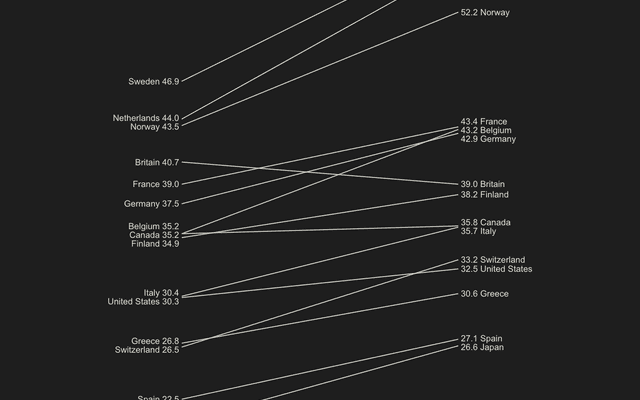 52.2 Norway
Sweden 46.9
Netherlands 44.0
Norway 43.5
43.4 France
43.2 Belgium
42.9 Germany
Britain 40.7
France 39.0
39.0 Britain
38.2 Finland
Germany 37.5
Belgium 35.2
Canada 35.2
Finland 34.9
35.8 Canada
35.7 Italy
33.2 Switzerland
32.5 United States
Italy 30.4
United States 30.3
30.6 Greece
Greece 26.8
Switzerland 26.5
27.1 Spain
26.6 Japan
Spain 22.5